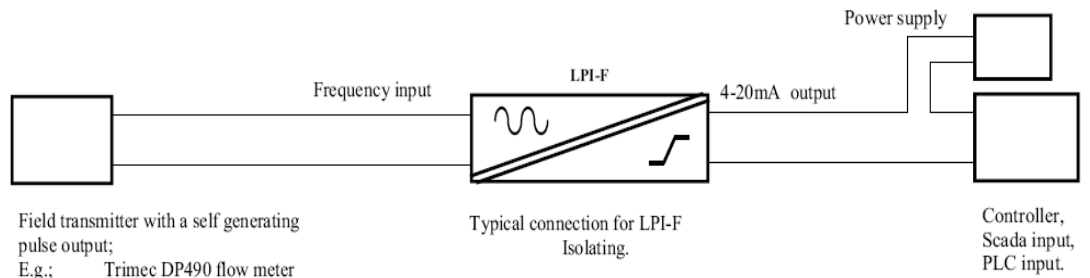 Power supply
LPI-F
Frequency input
4-20mA output
Field transmitter with a self generating
pulse output;
E.g.; Trimec DP490 flow meter
Typical connection for LPI-F
Isolating.
Controller,
Scada input,
PLC input.